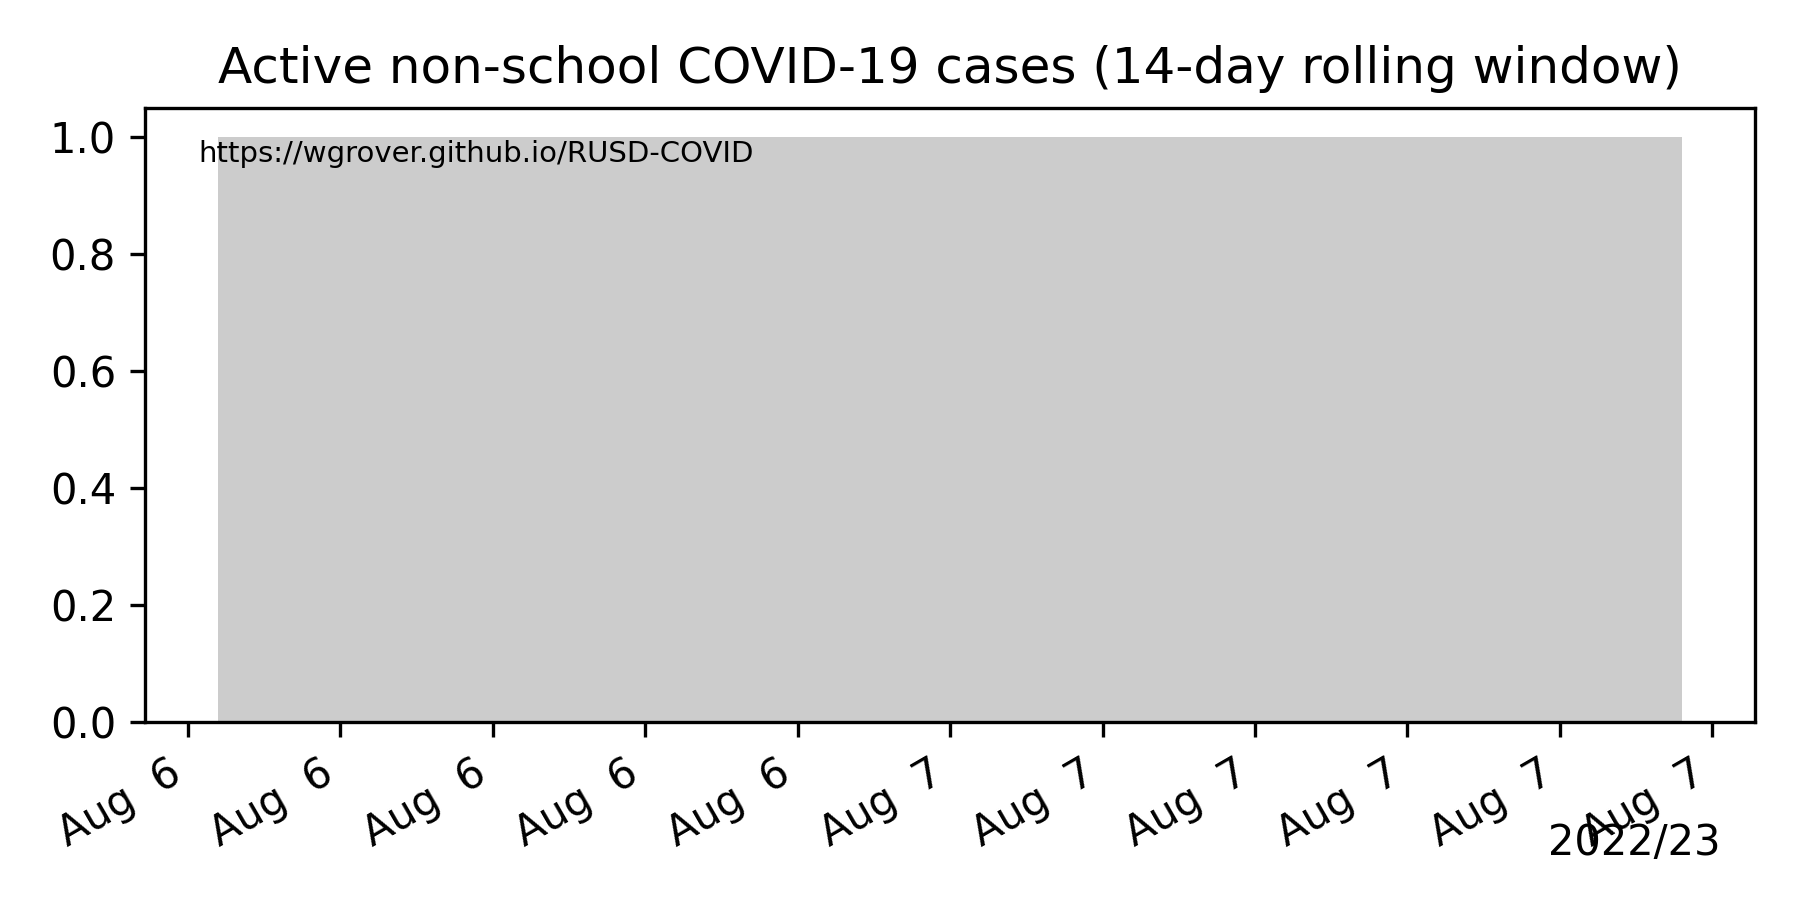 Active non-school COVID-19 cases (14-day rolling window)
https://wgrover.github.io/RUSD-COVID
1.0
0.8
0.6
0.4
0.2
0.0
Aug 6
Aug 6
Aug 6
Aug 6
Aug 6
Aug 7
Aug 7
Aug 7
Aug 7
Aug 7
Aug 7
2022/23